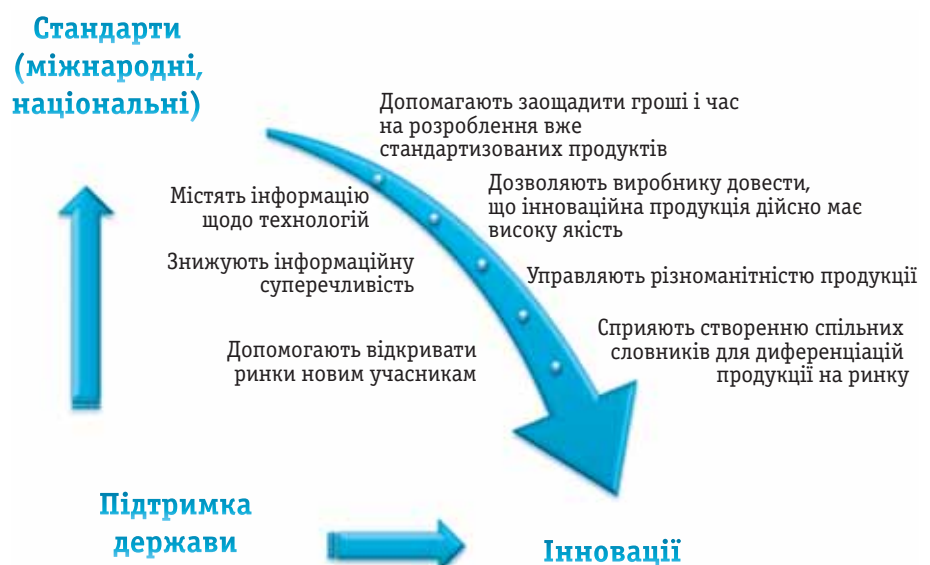 Стандарти
(міжнародні,
національні)
Допомагають заощадити гроші і час
на розроблення вже
стандартизованих продуктів
Містять інформацію
щодо технологій
Дозволяють виробнику довести,
що інноваційна продукція дійсно має
високу якість
Знижують інформаційну
суперечливість
Управляють різноманітністю продукції
Допомогають відкривати
ринки новим учасникам
Сприяють створенню спільних
словників для диференціацій
продукції на ринку
Підтримка
держави
Інновації